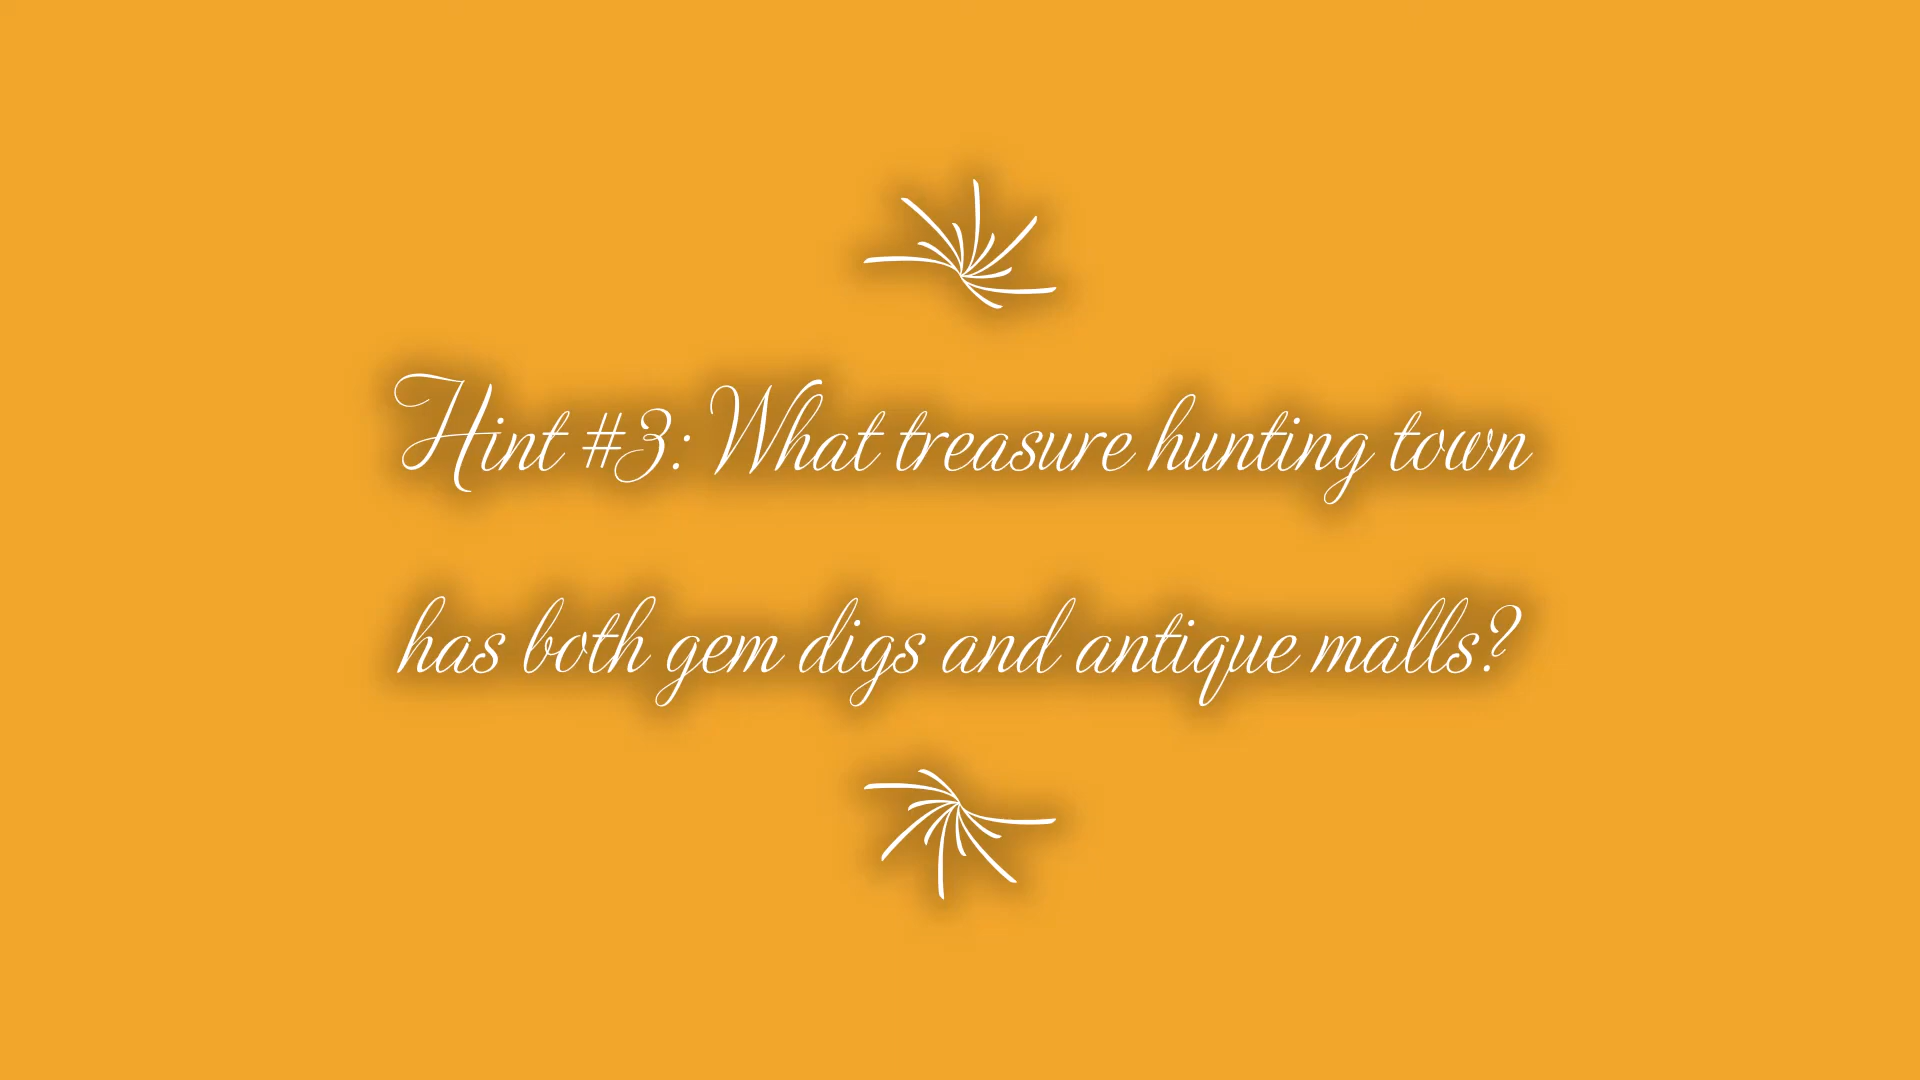 Hint #3: What treasure hunting town
has both gem digs and antique malls?